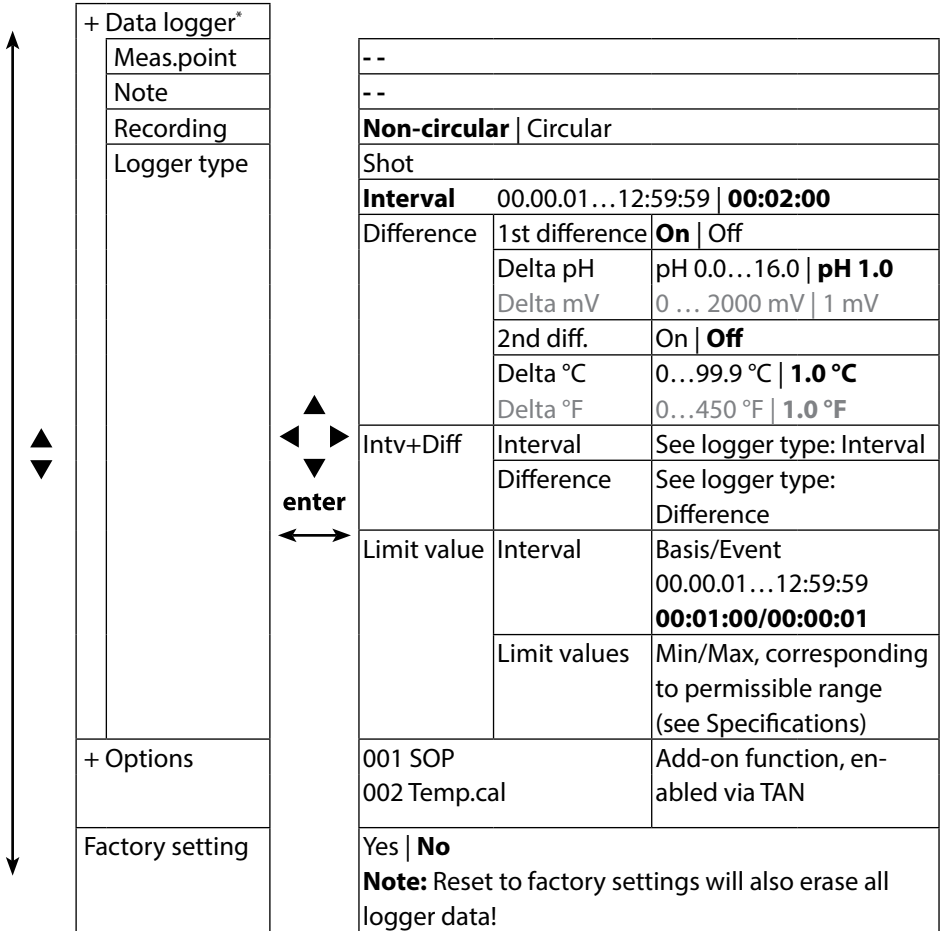 + Data logger*
Meas.point - -
Note - -
Recording Non-circular | Circular
Logger type Shot
Interval 00.00.01…12:59:59 | 00:02:00
Difference 1st difference On | Off
Delta pH pH 0.0…16.0 | pH 1.0
Delta mV 0 … 2000 mV | 1 mV
2nd diff. On | Off
Delta °C 0…99.9 °C | 1.0 °C
Delta °F 0…450 °F | 1.0 °F
Intv+Diff Interval See logger type: Interval
enter
Difference See logger type:
Difference
Limit value Interval Basis/Event
00.00.01…12:59:59
00:01:00/00:00:01
Limit values Min/Max, corresponding
to permissible range
(see Specifications)
+ Options 001 SOP Add-on function, en-
002 Temp.cal abled via TAN
Factory setting Yes | No
Note: Reset to factory settings will also erase all
logger data!